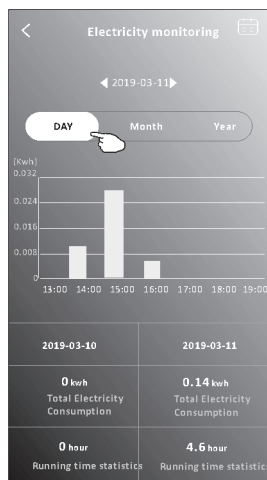 Electricity monitoring
2019-03-11
DAY Month Year
[Kwh]
0.032
0.024
0.016
0.008
0
13:00 14:00 15:00 16:00 17:00 18:00 19:00
2019-03-10 2019-03-11
0 kwh 0.14 kwh
Total Electricity Total Electricity
Consumption Consumption
0 hour 4.6 hour
Running time statistics Running time statistic